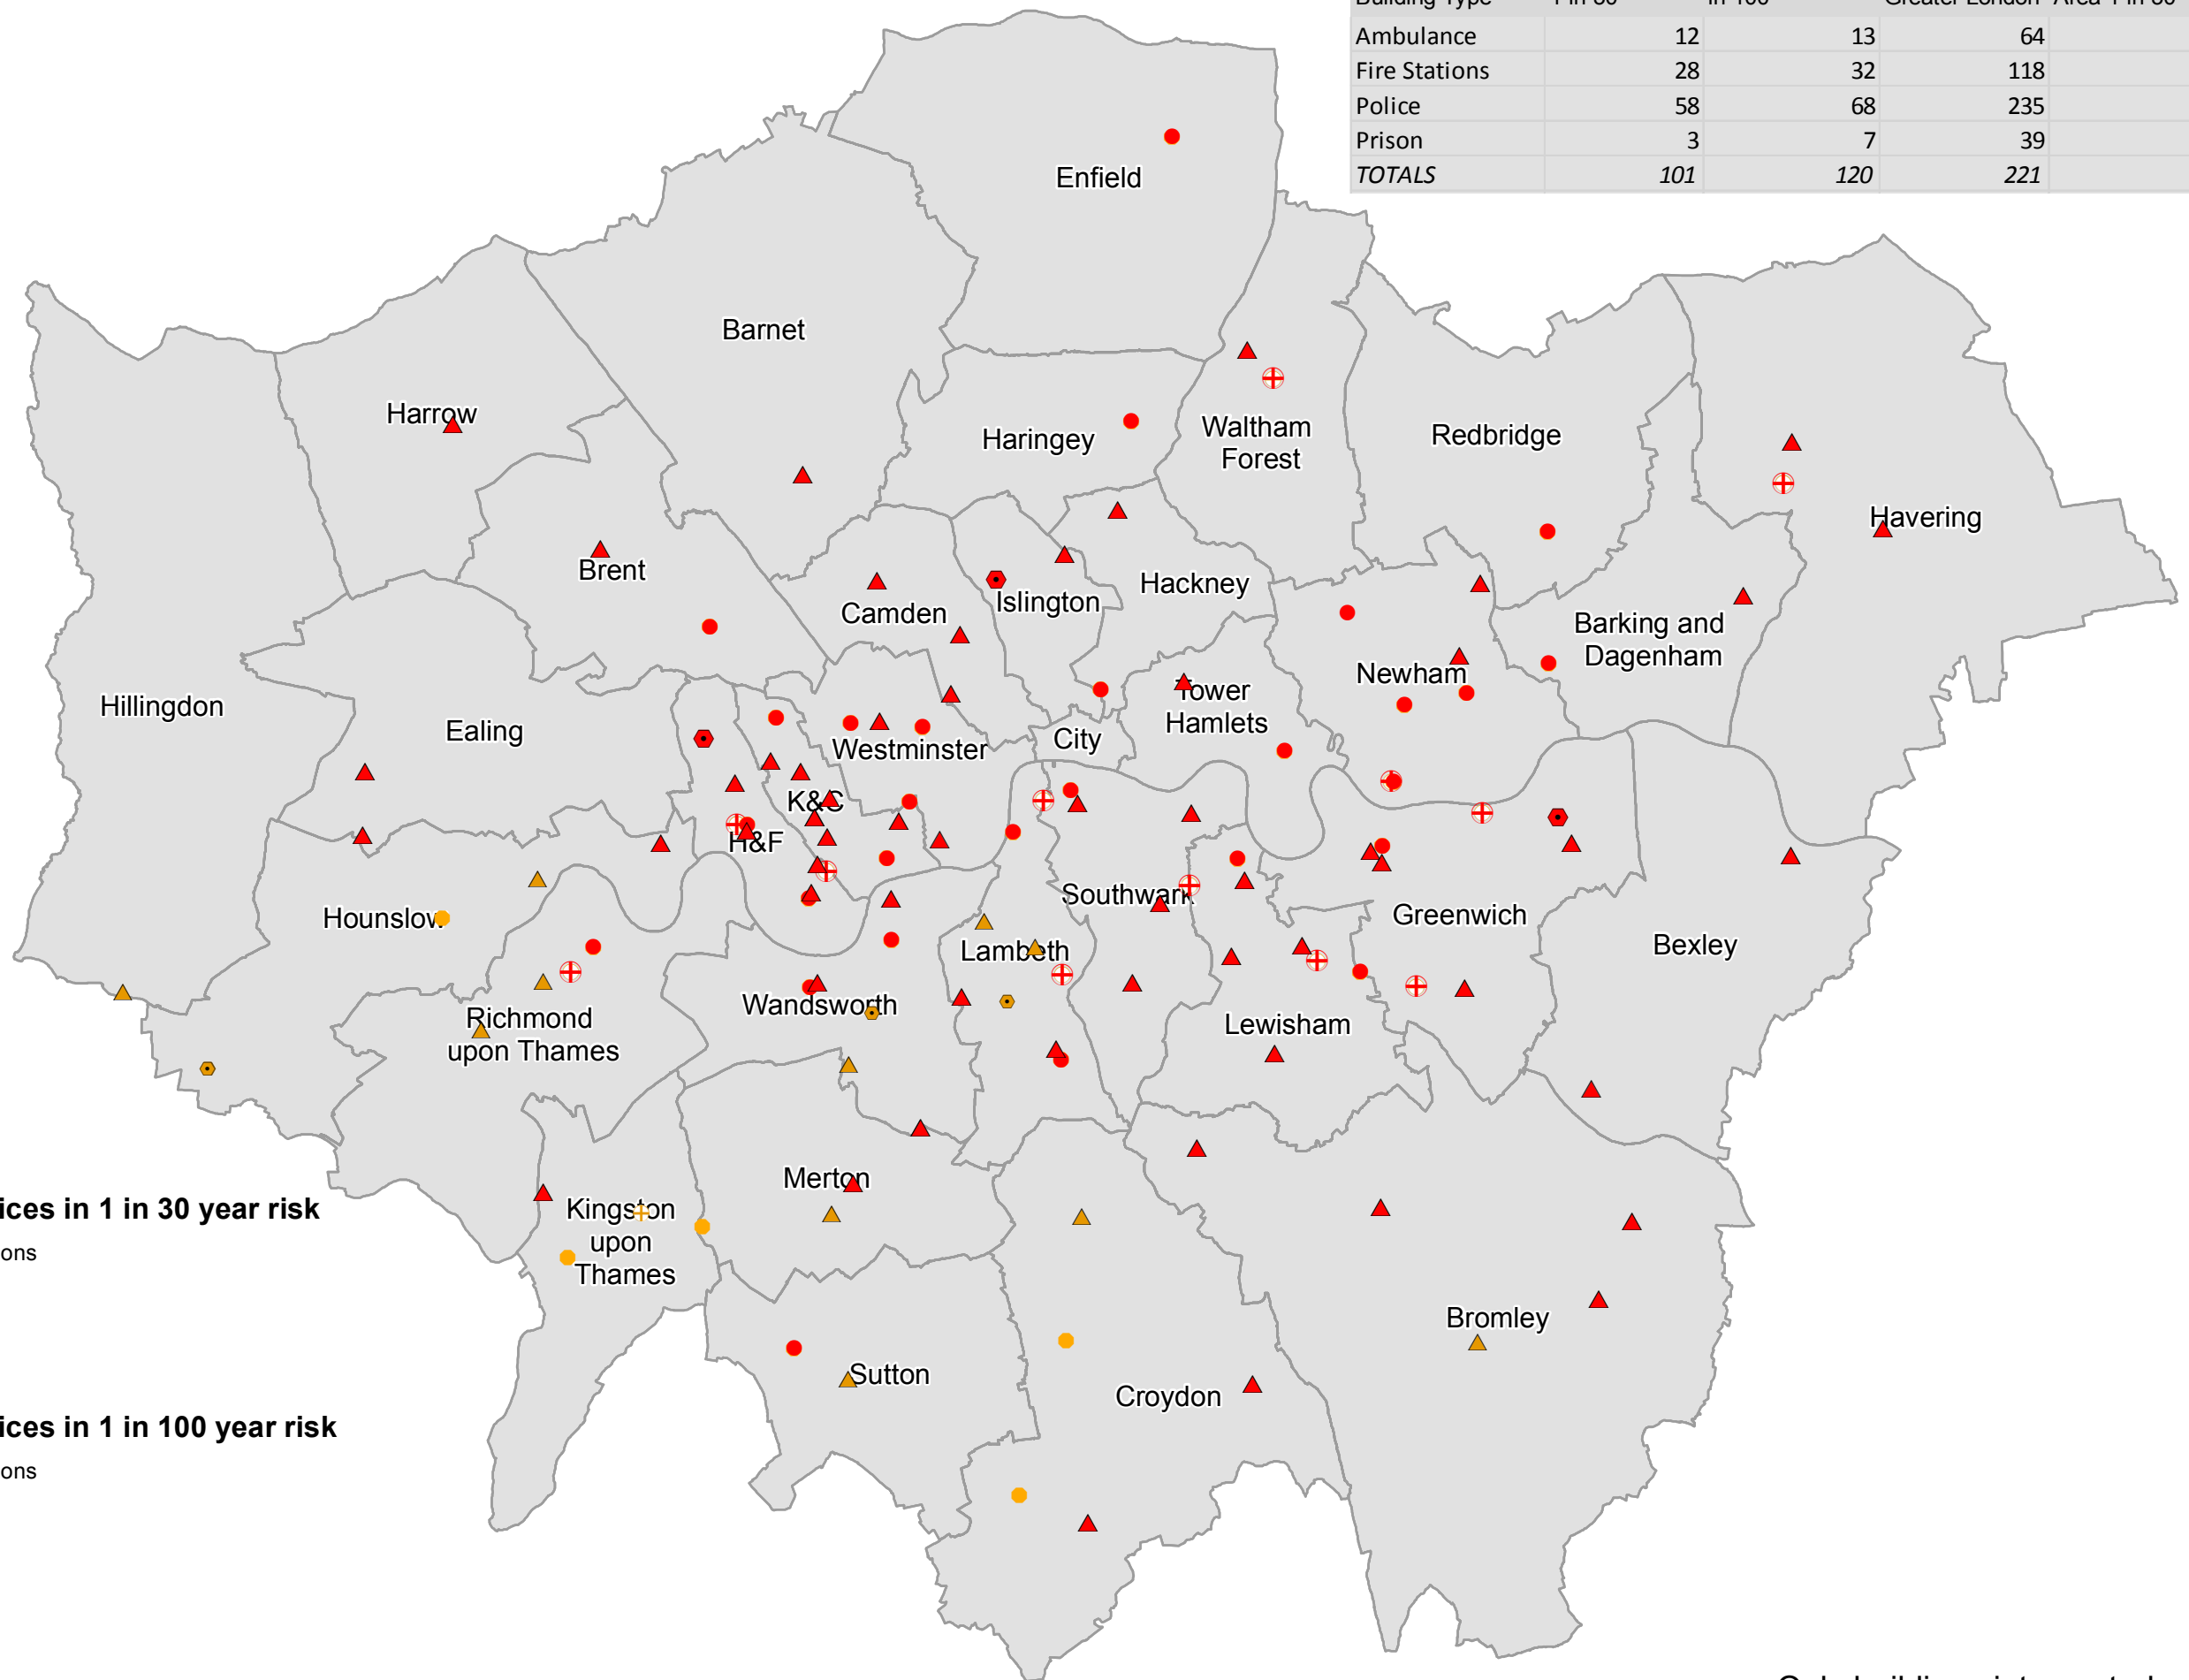 Ambulance 12 13 64
Fire Stations 28 32 118
Police 58 68 235
Prison 3 7 39
TOTALS 101 120 221
Enfield
Barnet
Harrow
Haringey
Waltham
Forest
Redbridge
Havering
Brent
Camden
Islington
Hackney
Barking and
Dagenham
Newham
Hillingdon
Ealing
Westminster
City
Tower
Hamlets
K&C
H&F
Hounslow
Southwark
Greenwich
Bexley
Lambeth
Wandsworth
Richmond
upon Thames
Lewisham
Merton
Kingston
upon
Thames
ices in 1 in 30 year risk
ons
Bromley
Sutton
Croydon
ices in 1 in 100 year risk
ons